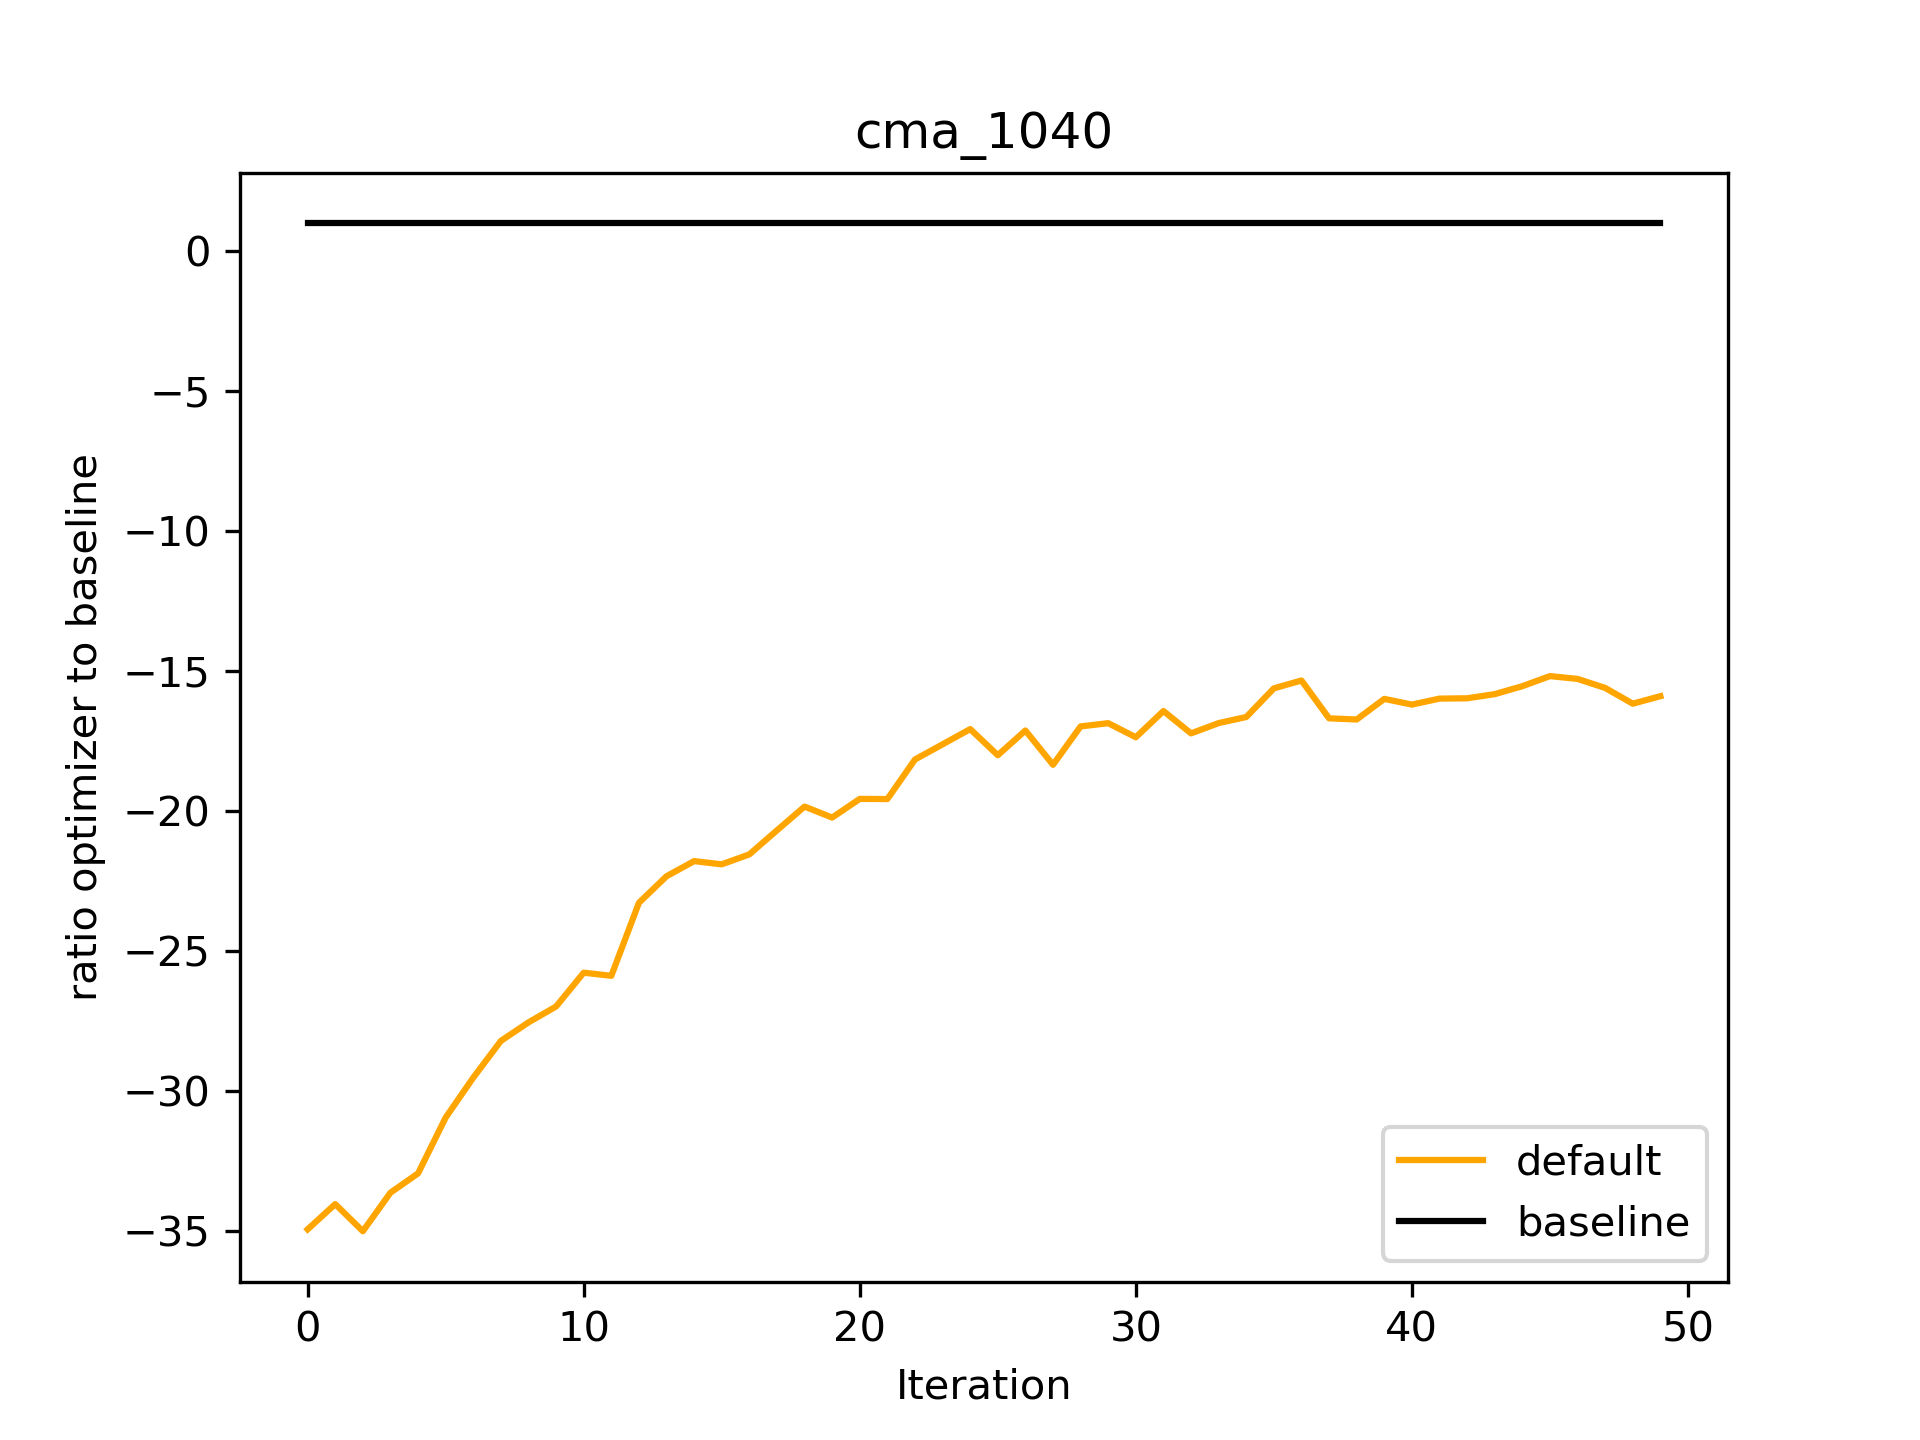 cma_1040
ratio optimizer to baseline
0
−5
−10
−15
−20
−25
−30
−35
0 10 20 30 40 50
Iteration
default
baseline